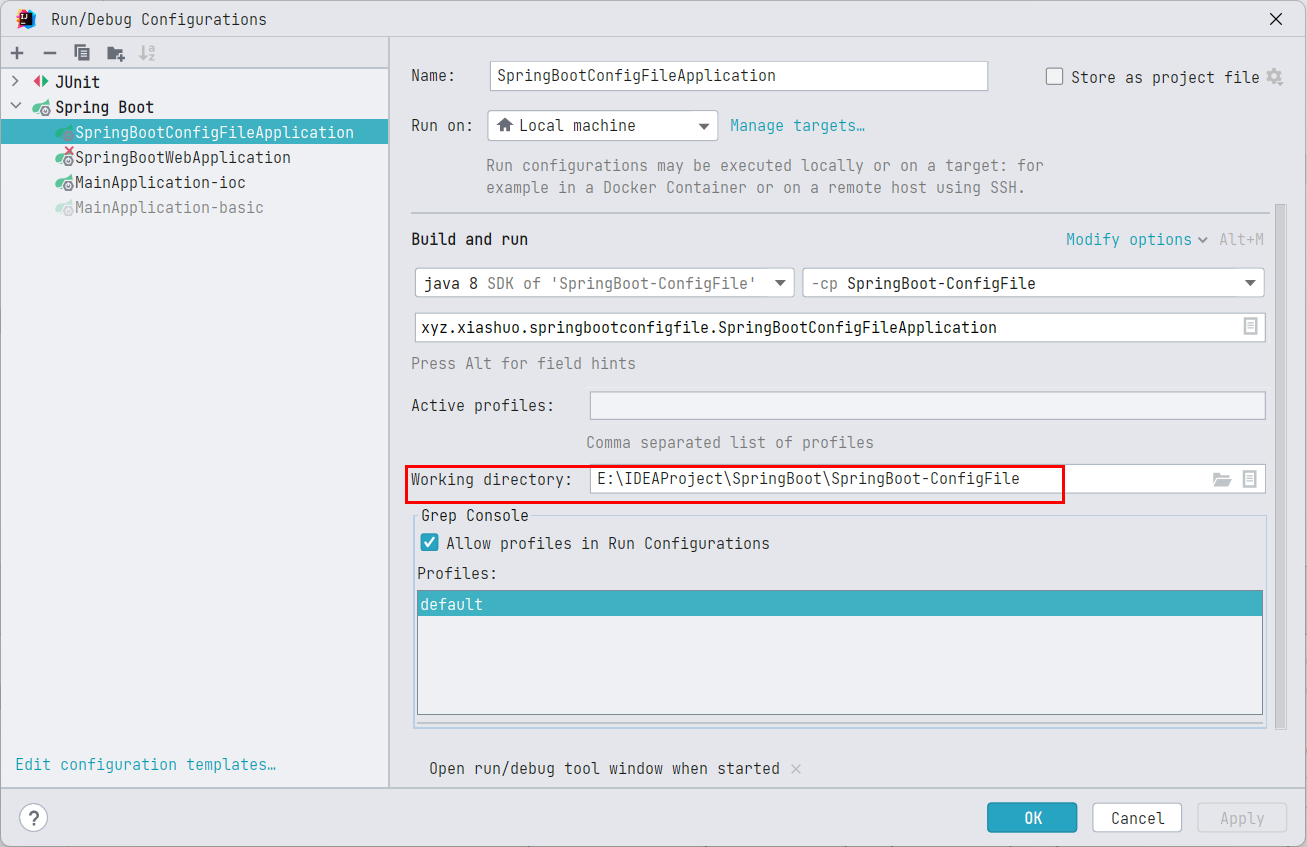 Run/Debug Configurations
JUnit
Spring Boot
SpringBootConfigFileApplication
SpringBootWebApplication
MainApplication-ioc
MainApplication-basic
Edit configuration templates…
Name: SpringBootConfigFileApplication
Store as project file
Run on: Local machine Manage targets…
Run configurations may be executed locally or on a target: for
example in a Docker Container or on a remote host using SSH.
Build and run Modify options Alt+M
java 8 SDK of 'SpringBoot-ConfigFile' -cp SpringBoot-ConfigFile
xyz.xiashuo.springbootconfigfile.SpringBootConfigFileApplication
Press Alt for field hints
Active profiles:
Comma separated list of profiles
Working directory: E:\IDEAProject\SpringBoot\SpringBoot-ConfigFile
Grep Console
Allow profiles in Run Configurations
Profiles:
default
Open run/debug tool window when started
? OK Cancel Apply